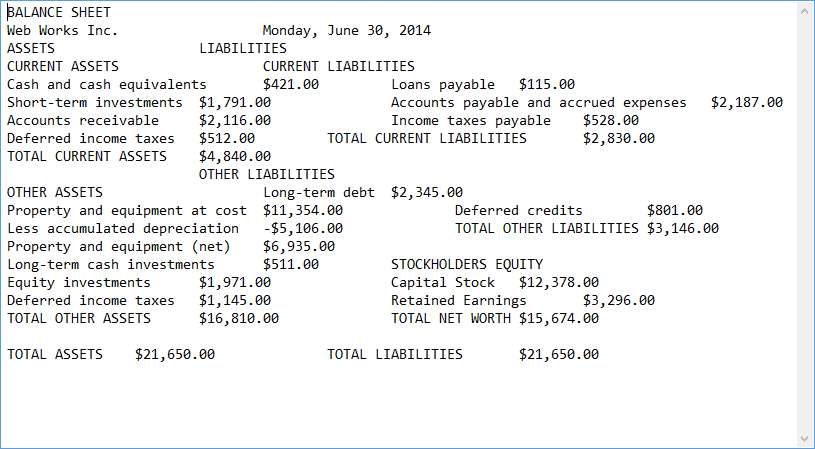 BALANCE SHEET
Web Works Inc. Monday, June 30, 2014
ASSETS LIABILITIES
CURRENT ASSETS CURRENT LIABILITIES
Cash and cash equivalents $421.00 Loans payable $115.00
Short-term investments $1,791.00 Accounts payable and accrued expenses $2,187.00
Accounts receivable $2,116.00 Income taxes payable $528.00
Deferred income taxes $512.00 TOTAL CURRENT LIABILITIES $2,830.00
TOTAL CURRENT ASSETS $4,840.00
OTHER LIABILITIES
OTHER ASSETS Long-term debt $2,345.00
Property and equipment at cost $11,354.00 Deferred credits $801.00
Less accumulated depreciation -$5,106.00 TOTAL OTHER LIABILITIES $3,146.00
Property and equipment (net) $6,935.00
Long-term cash investments $511.00 STOCKHOLDERS EQUITY
Equity investments $1,971.00 Capital Stock $12,378.00
Deferred income taxes $1,145.00 Retained Earnings $3,296.00
TOTAL OTHER ASSETS $16,810.00 TOTAL NET WORTH $15,674.00
TOTAL ASSETS $21,650.00 TOTAL LIABILITIES $21,650.00